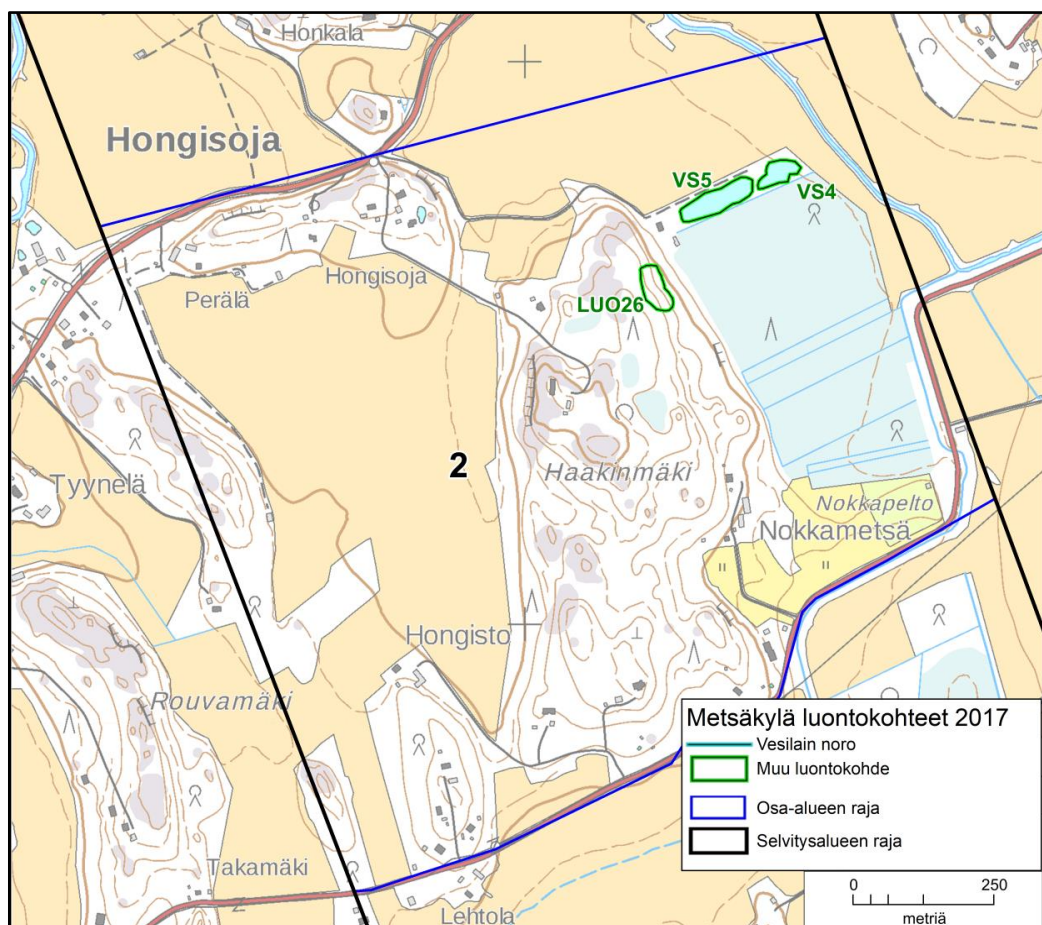 Honkala
Hongisoja
VS5
VS4
Hongisoja
Perälä
LUO26
Tyynelä
2
Haakinmäki
Nokkapelto
Nokkametsä
Hongisto
Rouvamäki
Takamäki
Lehtola
Metsäkylä luontokohteet 2017
Vesilain noro
Muu luontokohde
Osa-alueen raja
Selvitysalueen raja
0 250
metriä